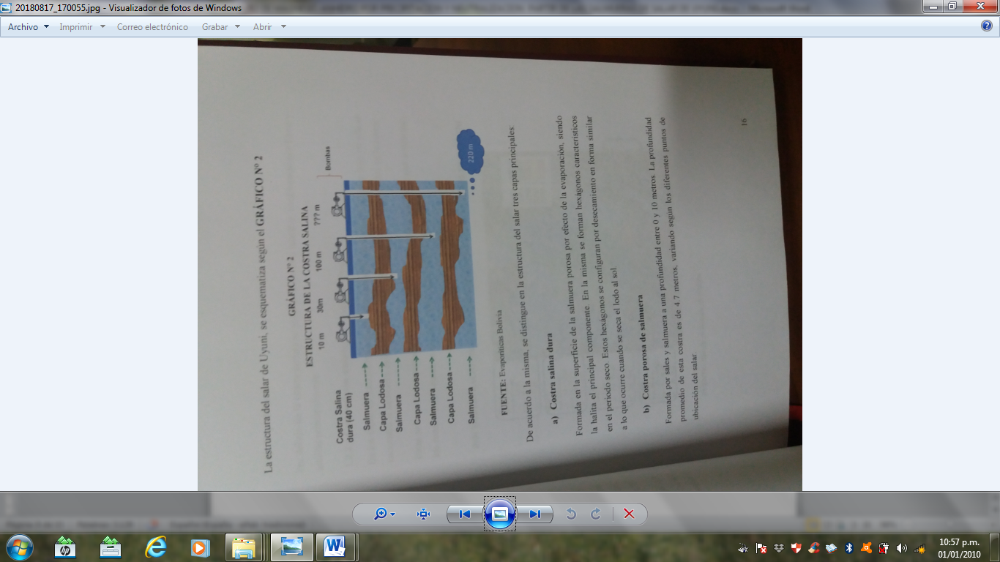 20180817_170055.jpg - Visualizador de fotos de Windows
Archivo Imprimir Correo electrónico Grabar Abrir
La estructura del salar de Uyuni, se esquematiza según el GRÁFICO Nº 2
GRÁFICO Nº 2
ESTRUCTURA DE LA COSTRA SALINA
10 m 30m 100 m ??? m
Bombas
Costra Salina
dura (40 cm)
Salmuera
Capa Lodosa
Salmuera
Capa Lodosa
Salmuera
Capa Lodosa
Salmuera
220 m
FUENTE: Evaporíticas Bolivia
De acuerdo a la misma, se distingue en la estructura del salar tres capas principales:
a) Costra salina dura
Formada en la superficie de la salmuera porosa por efecto de la evaporación, siendo
la halita el principal componente. En la misma se forman hexágonos característicos
en el periodo seco. Estos hexágonos se configuran por desecamiento en forma similar
a lo que ocurre cuando se seca el lodo al sol
b) Costra porosa de salmuera
Formada por sales y salmuera a una profundidad entre 0 y 10 metros. La profundidad
promedio de esta costra es de 4.7 metros, variando según los diferentes puntos de
ubicación del salar
16
10:57 p.m.
01/01/2010